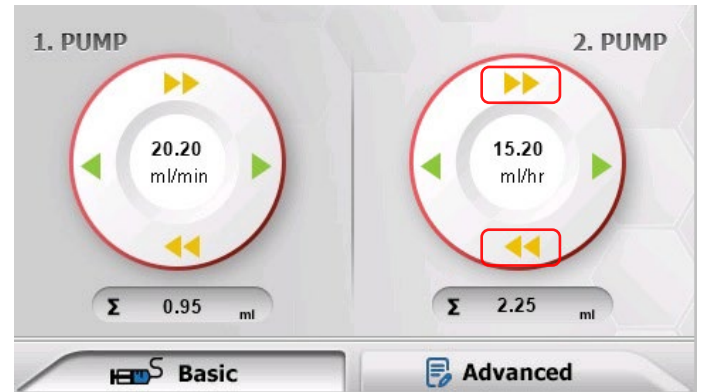 1. PUMP
2. PUMP
20.20
ml/min
15.20
ml/hr
Σ 0.95 ml
Σ 2.25 ml
S Basic
Advanced